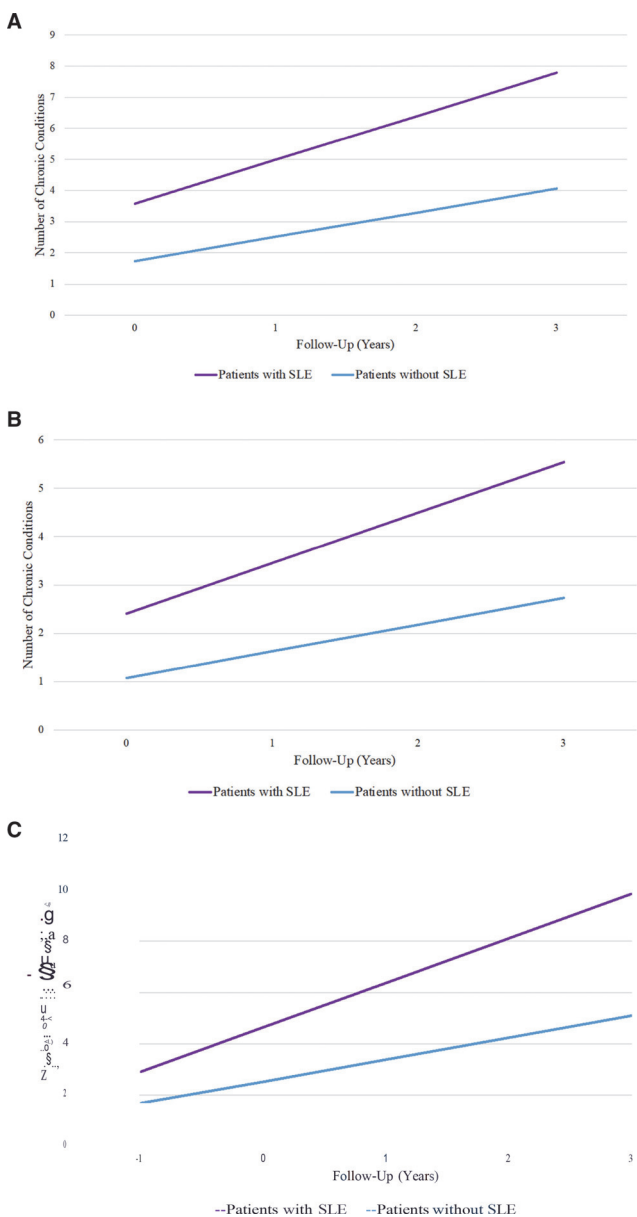 A
9
8
7
6
5
4
3
2
1
0
Number of Chronic Conditions
0 1 2 3
Follow-Up (Years)
Patients with SLE Patients without SLE
B
6
5
4
3
2
1
0
Number of Chronic Conditions
0 1 2 3
Follow-Up (Years)
Patients with SLE Patients without SLE
C
12
10
8
6
4
2
0
-1 0 1 2 3
Follow-Up (Years)
--Patients with SLE --Patients without SLE